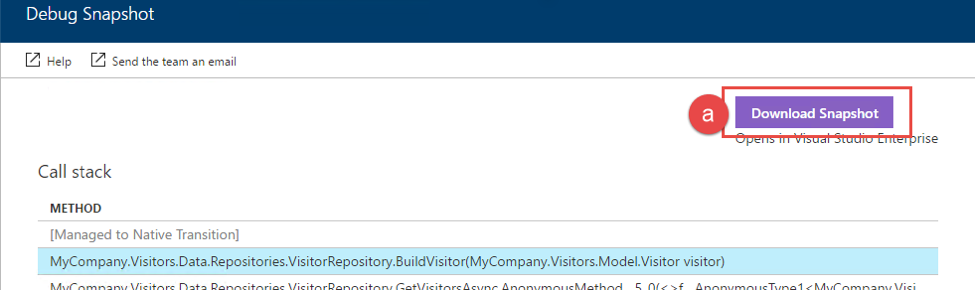 Debug Snapshot
Help Send the team an email
a Download Snapshot
Opens in Visual Studio Enterprise
Call stack
METHOD
[Managed to Native Transition]
MyCompany.Visitors.Data.Repositories.VisitorRepository.BuildVisitor(MyCompany.Visitors.Model.Visitor visitor)
MyCompany.Visitors.Data.Repositories.VisitorRepository.GetVisitorsAsync.AnonymousMethod__5_0(<>f__AnonymousType1<MyCompany.Visi